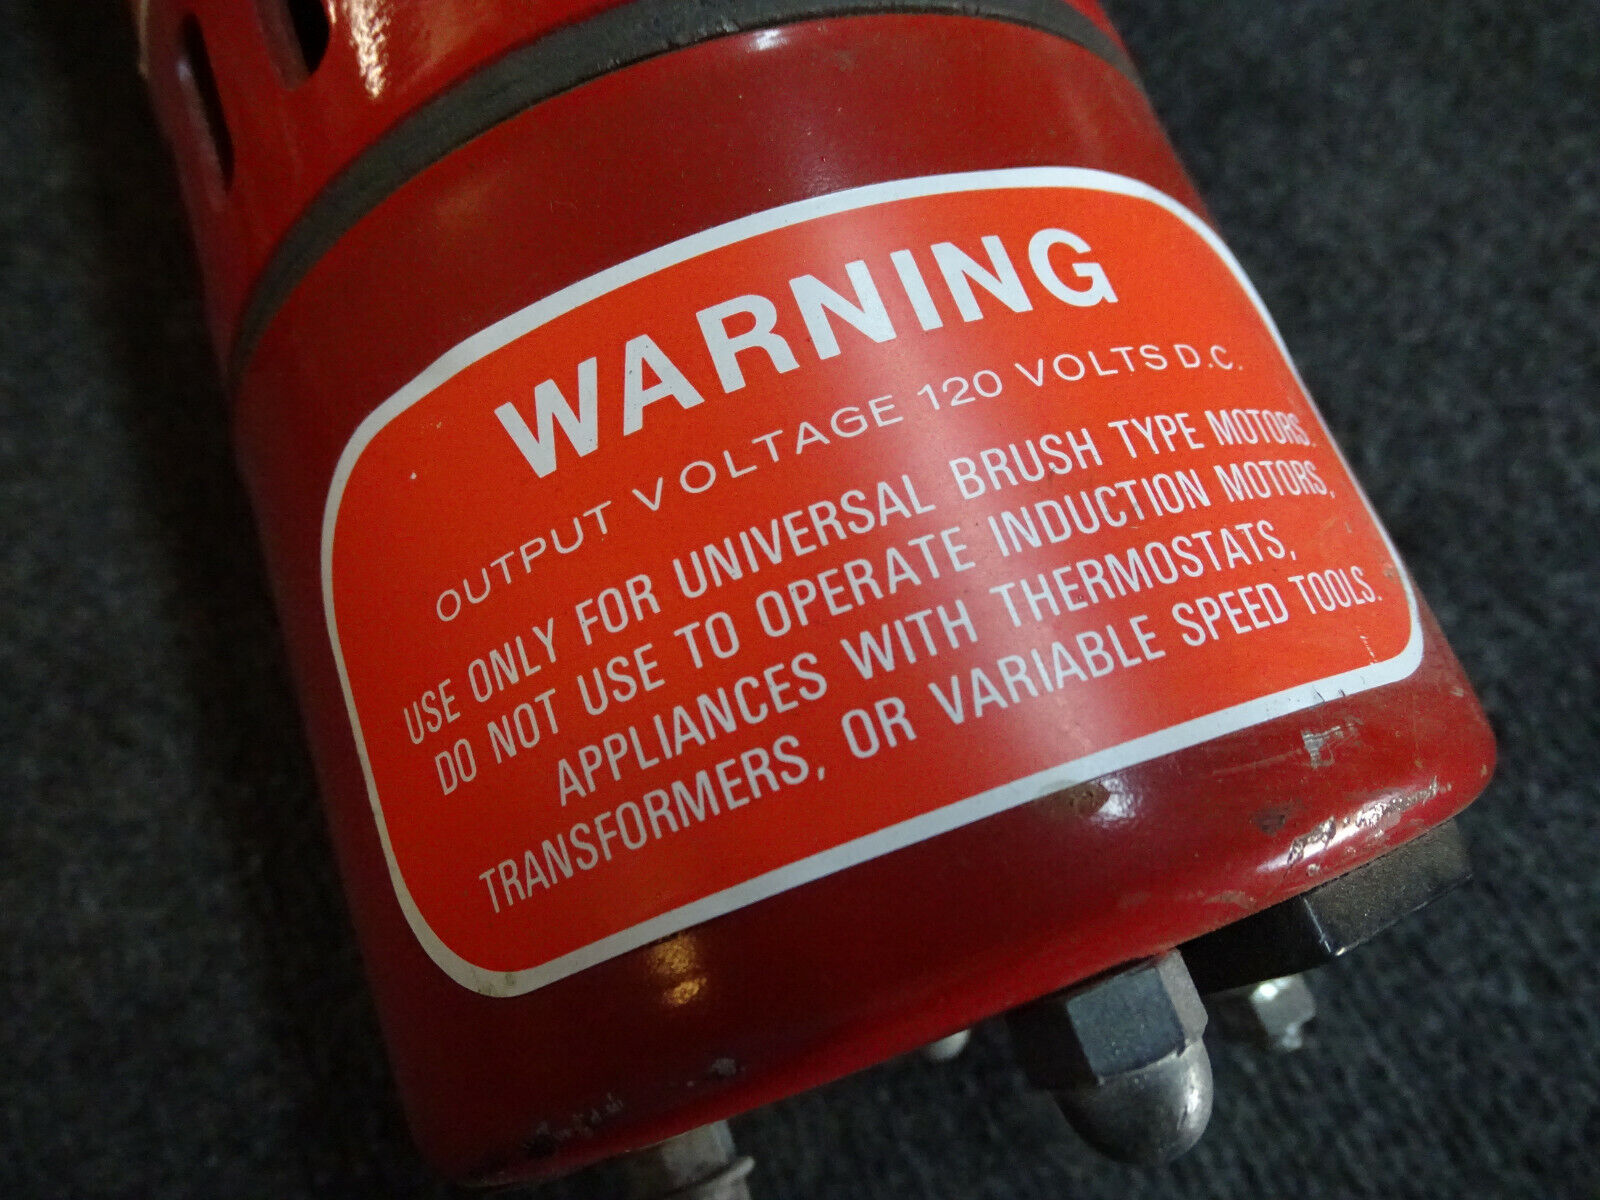 WARNING
OUTPUT VOLTAGE 120 VOLTS D.C.
USE ONLY FOR UNIVERSAL BRUSH TYPE MOTORS.
DO NOT USE TO OPERATE INDUCTION MOTORS,
APPLIANCES WITH THERMOSTATS,
TRANSFORMERS, OR VARIABLE SPEED TOOLS.